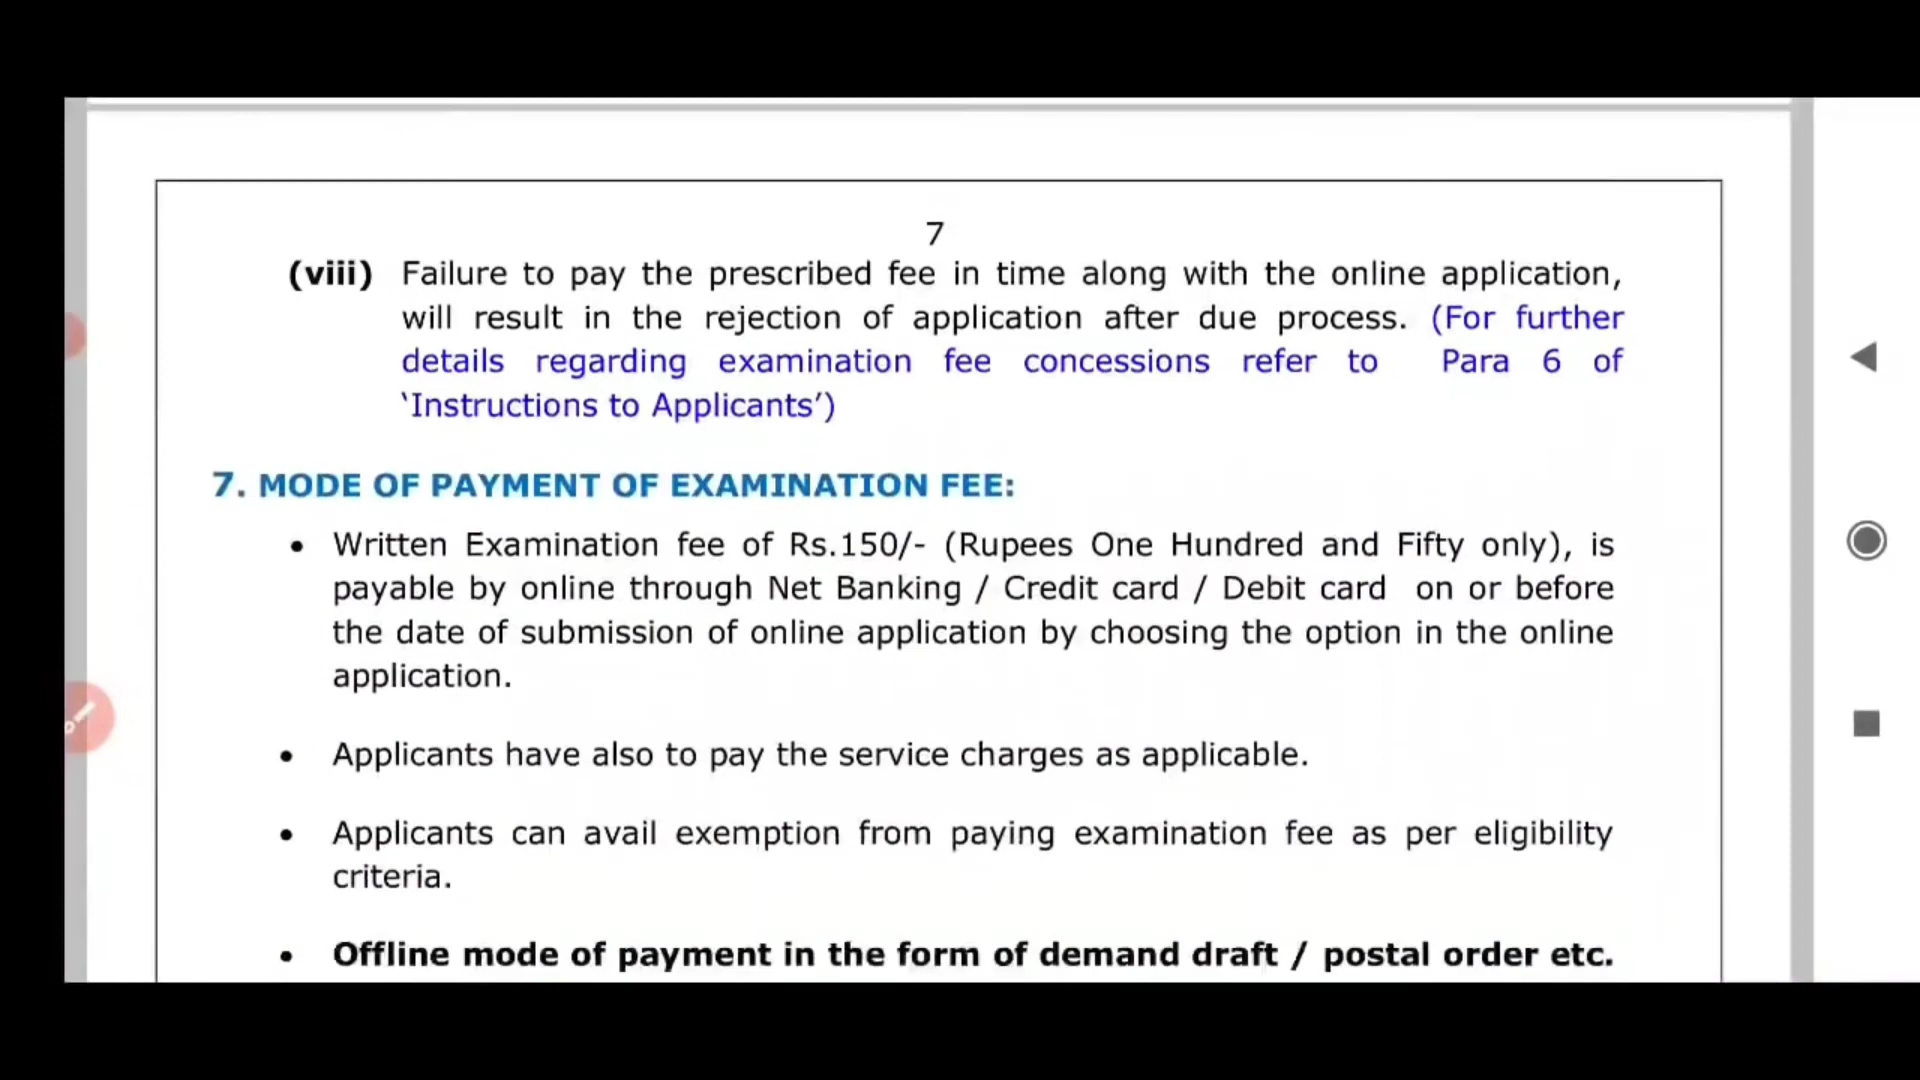 7
(viii) Failure to pay the prescribed fee in time along with the online application,
will result in the rejection of application after due process. (For further
details regarding examination fee concessions refer to Para 6 of
‘Instructions to Applicants’)
7. MODE OF PAYMENT OF EXAMINATION FEE:
• Written Examination fee of Rs.150/- (Rupees One Hundred and Fifty only), is
payable by online through Net Banking / Credit card / Debit card on or before
the date of submission of online application by choosing the option in the online
application.
• Applicants have also to pay the service charges as applicable.
• Applicants can avail exemption from paying examination fee as per eligibility
criteria.
• Offline mode of payment in the form of demand draft / postal order etc.